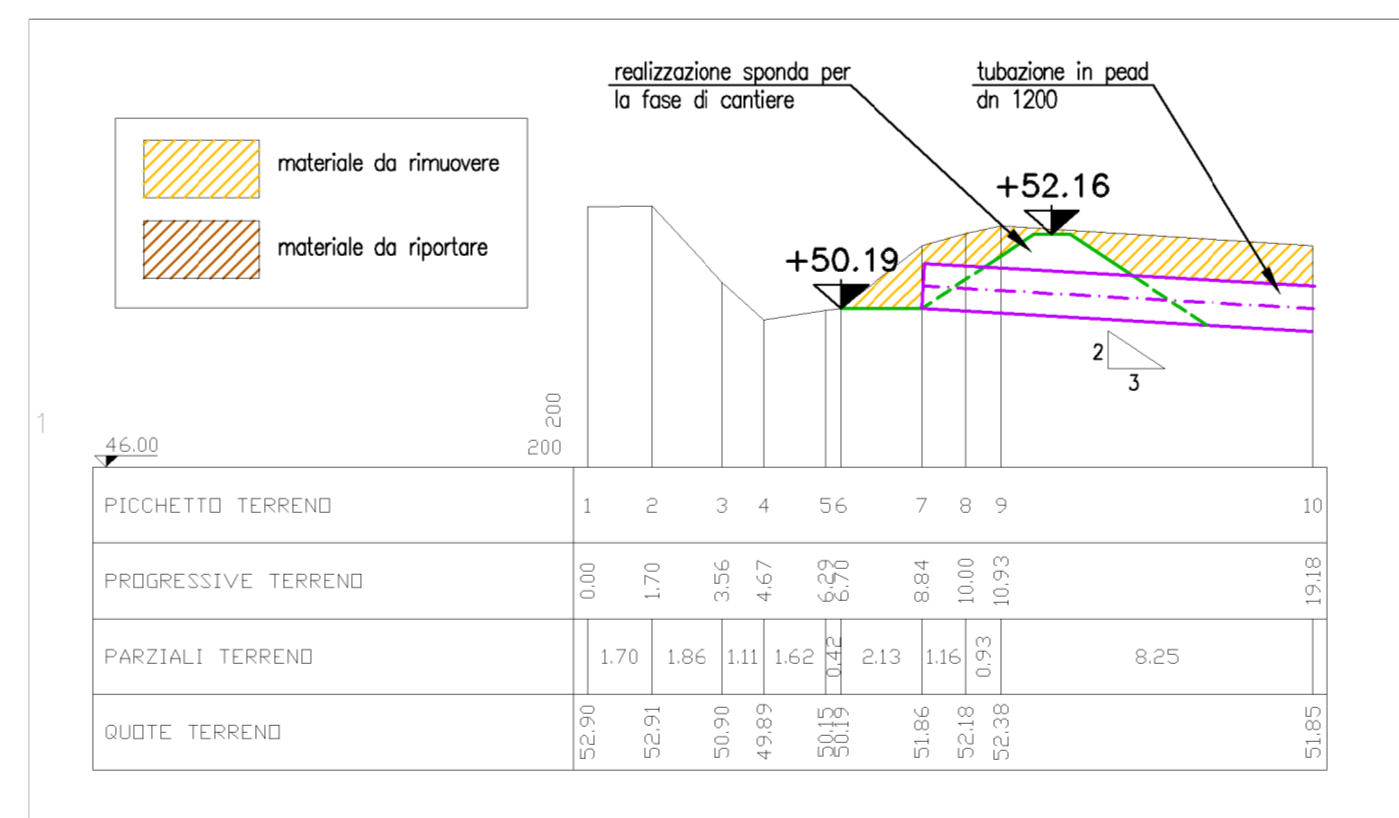 realizzazione sponda per
la fase di cantiere
tubazione in pead
dn 1200
materiale da rimuovere
materiale da riportare
+52.16
+50.19
2
3
1
46.00
200
200
PICCHETTO TERRENO 1 2 3 4 5 6 7 8 9 10
PROGRESSIVE TERRENO 0.00 1.70 3.56 4.67 6.29 6.70 8.84 10.00 10.93 19.18
PARZIALI TERRENO 1.70 1.86 1.11 1.62 0.42 2.13 1.16 0.93 8.25
QUOTE TERRENO 52.90 52.91 50.90 49.89 50.15 50.19 51.86 52.18 52.38 51.85